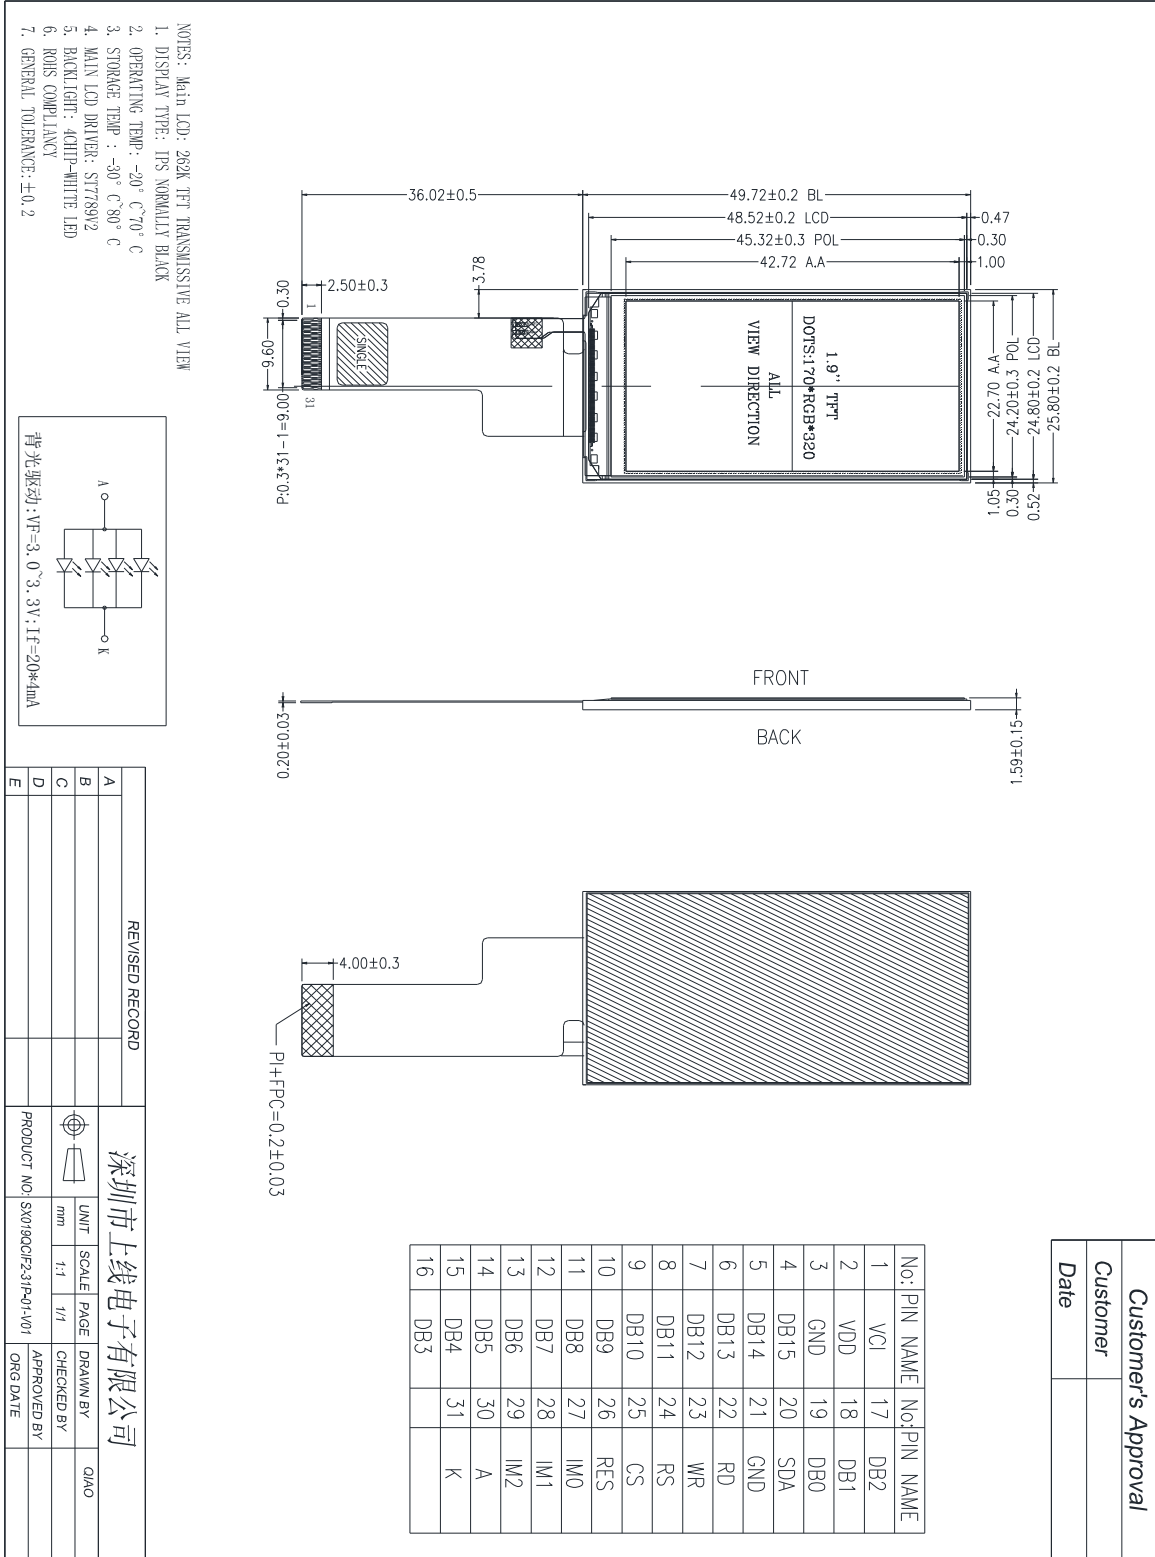 NOTES: Main LCD: 262K TFT TRANSMISSIVE ALL VIEW
1. DISPLAY TYPE: IPS NORMALLY BLACK
2. OPERATING TEMP: -20° C~70° C
3. STORAGE TEMP : -30° C~80° C
4. MAIN LCD DRIVER: ST7789V2
5. BACKLIGHT: 4CHIP-WHITE LED
6. ROHS COMPLIANCY
7. GENERAL TOLERANCE:±0.2
36.02±0.5
49.72±0.2 BL
48.52±0.2 LCD
0.47
45.32±0.3 POL
0.30
42.72 A.A
1.00
2.50±0.3
3.78
0.30±0.03
9.60
P:0.3*31-1=9.00
1
31
SINGLE
1.9'' TFT
DOTS:170*RGB*320
ALL
VIEW DIRECTION
22.70 A.A
24.20±0.3 POL
24.80±0.2 LCD
25.80±0.2 BL
1.05
0.30
0.52
A
K
背光驱动:VF=3.0~3.3V;If=20*4mA
FRONT
BACK
0.20±0.03
1.59±0.15
4.00±0.3
PI+FPC=0.2±0.03
Customer's Approval
Customer
Date
No: PIN NAME No: PIN NAME
1 VCI 17 DB2
2 VDD 18 DB1
3 GND 19 DB0
4 DB15 20 SDA
5 DB14 21 GND
6 DB13 22 RD
7 DB12 23 WR
8 DB11 24 RS
9 DB10 25 CS
10 DB9 26 RES
11 DB8 27 IM0
12 DB7 28 IM1
13 DB6 29 IM2
14 DB5 30 A
15 DB4 31 K
16 DB3
REVISED RECORD
A
B
C
D
E
深圳市上线电子有限公司
UNIT SCALE PAGE DRAWN BY QIAO
mm 1:1 1/1 CHECKED BY
APPROVED BY
PRODUCT NO: SX019QCIF2-31P-01-V01 ORG DATE